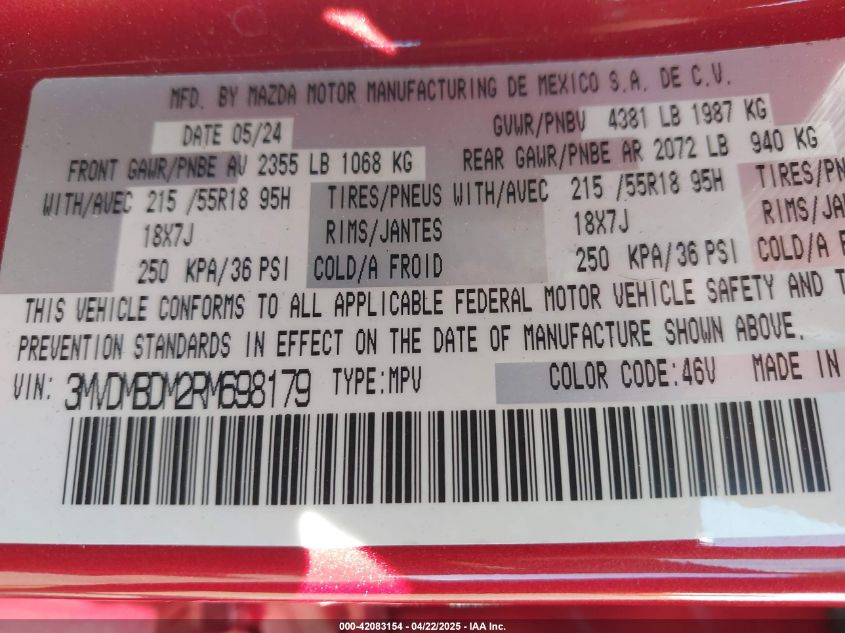 MFD. BY MAZDA MOTOR MANUFACTURING DE MEXICO S.A. DE C.V.
DATE 05/24 GVWR/PNBV 4381 LB 1987 KG
FRONT GAWR/PNBE AV 2355 LB 1068 KG REAR GAWR/PNBE AR 2072 LB 940 KG
WITH/AVEC 215 /55R18 95H TIRES/PNEUS WITH/AVEC 215 /55R18 95H TIRES/PN
18X7J RIMS/JANTES 18X7J RIMS/JAN
250 KPA/36 PSI COLD/A FROID 250 KPA/36 PSI COLD/A F
THIS VEHICLE CONFORMS TO ALL APPLICABLE FEDERAL MOTOR VEHICLE SAFETY AND T
PREVENTION STANDARDS IN EFFECT ON THE DATE OF MANUFACTURE SHOWN ABOVE.
VIN: 3MVDMBDM2RM698179 TYPE:MPV COLOR CODE:46V MADE IN
000-42083154 - 04/22/2025 - IAA Inc.